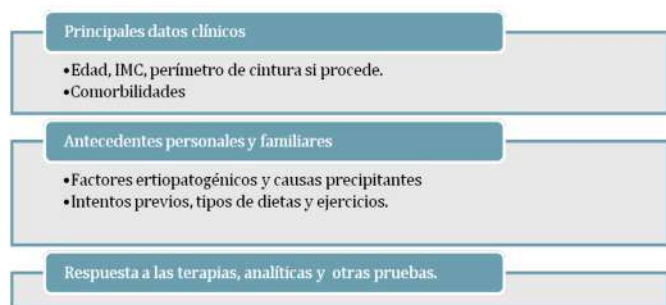 Principales datos clínicos
•Edad, IMC, perímetro de cintura si procede.
•Comorbilidades
Antecedentes personales y familiares
•Factores ertiopatogénicos y causas precipitantes
•Intentos previos, tipos de dietas y ejercicios.
Respuesta a las terapias, analíticas y otras pruebas.